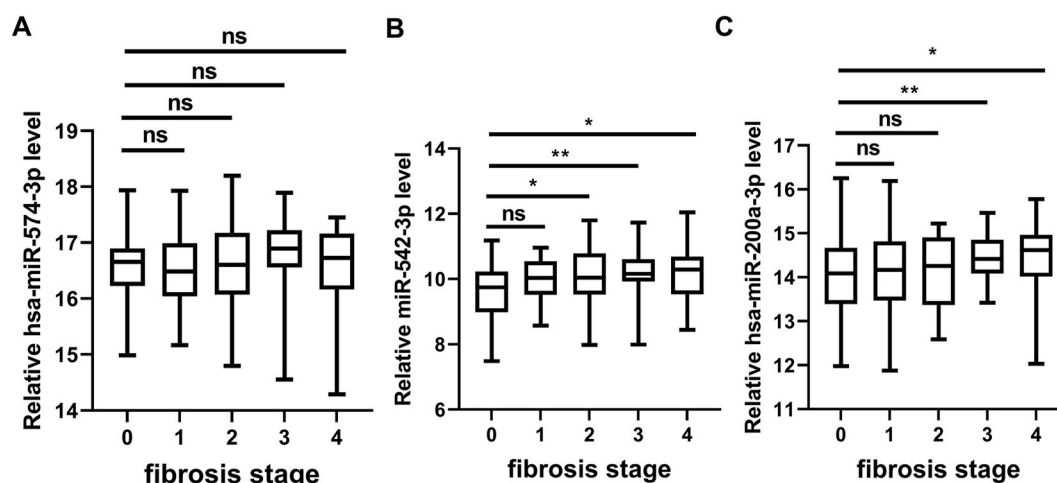 A
ns
ns
ns
ns
Relative hsa-miR-574-3p level
19
18
17
16
15
14
0 1 2 3 4
fibrosis stage
B
*
**
*
ns
Relative miR-542-3p level
14
12
10
8
6
0 1 2 3 4
fibrosis stage
C
*
**
ns
ns
Relative hsa-miR-200a-3p level
17
16
15
14
13
12
11
0 1 2 3 4
fibrosis stage